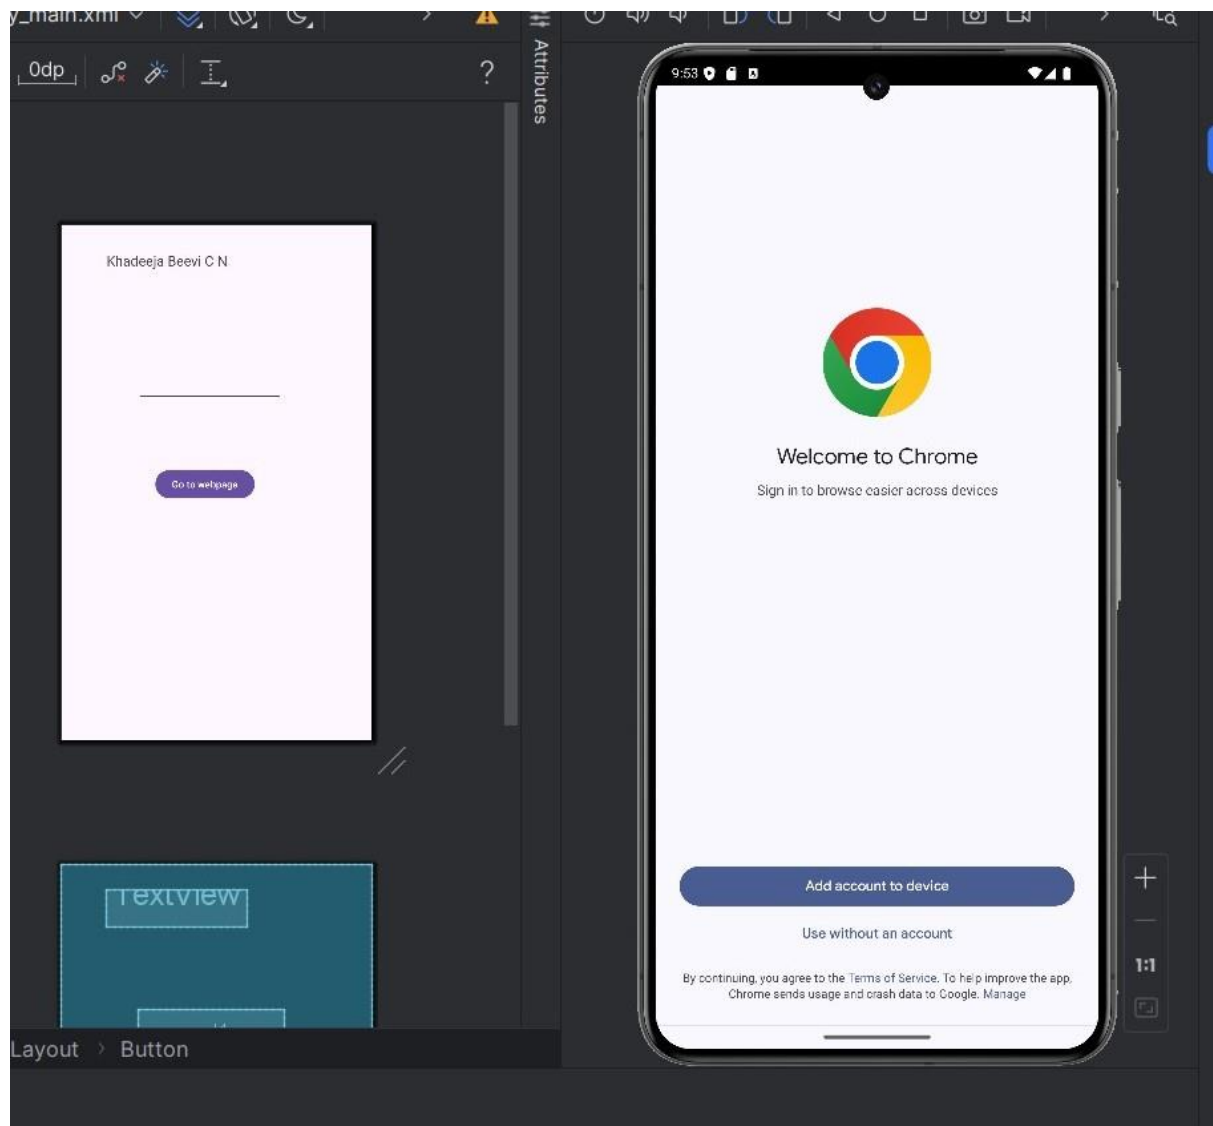 y_main.xml
0dp
?
Attributes
Khadeeja Beevi C N
Go to webpage
TextView
Layout > Button
9:53
Welcome to Chrome
Sign in to browse easier across devices
Add account to device
Use without an account
By continuing, you agree to the Terms of Service. To help improve the app,
Chrome sends usage and crash data to Google. Manage
1:1